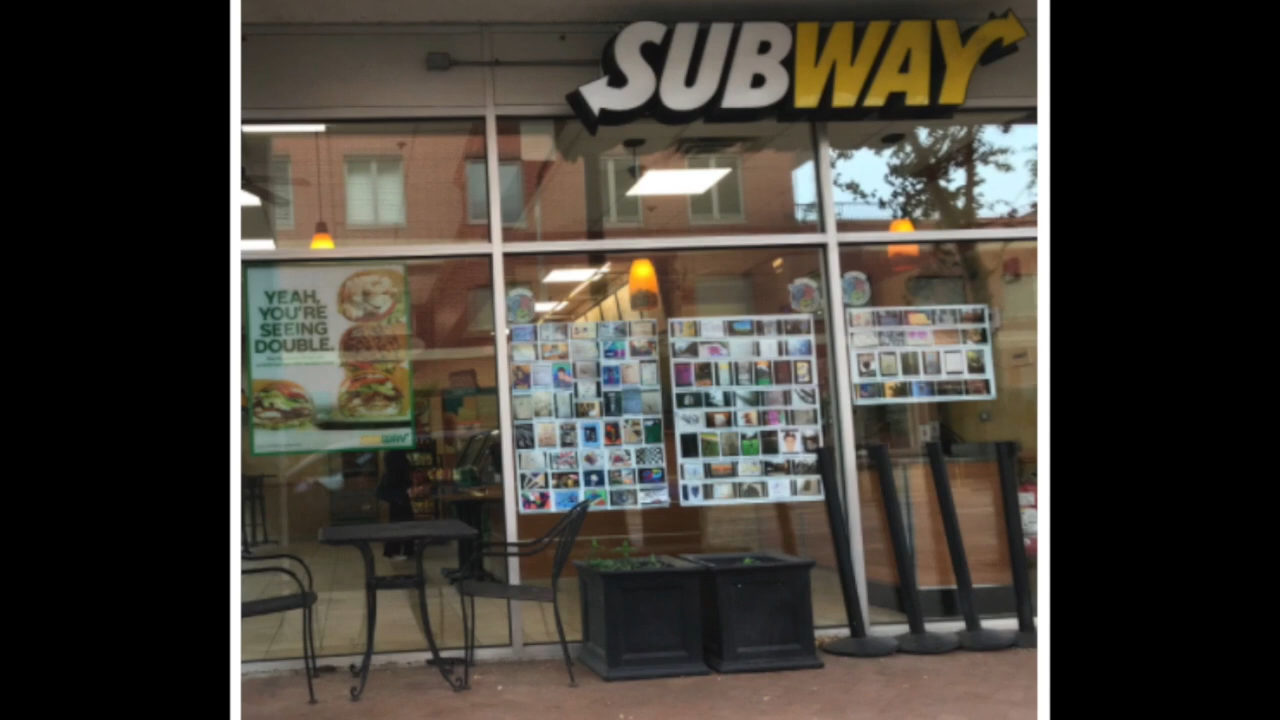 SUBWAY
YEAH,
YOU'RE
SEEING
DOUBLE.
SUBWAY